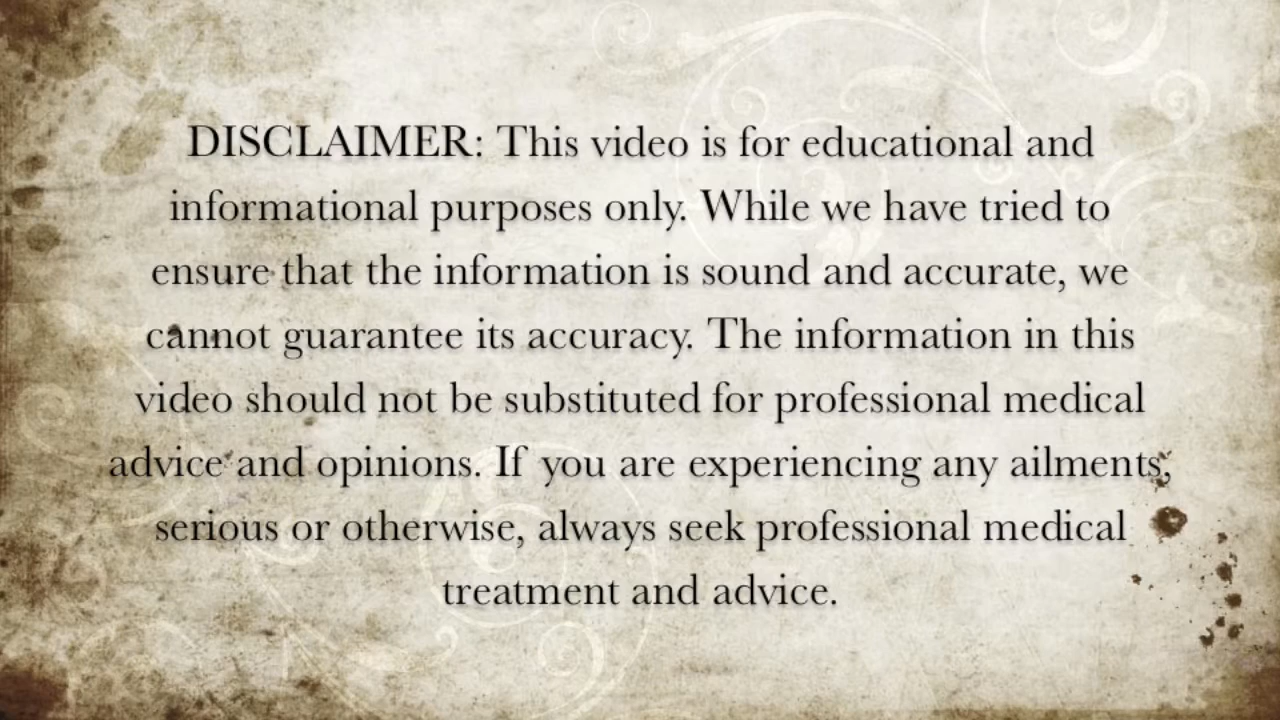 DISCLAIMER: This video is for educational and
informational purposes only. While we have tried to
ensure that the information is sound and accurate, we
cannot guarantee its accuracy. The information in this
video should not be substituted for professional medical
advice and opinions. If you are experiencing any ailments,
serious or otherwise, always seek professional medical
treatment and advice.